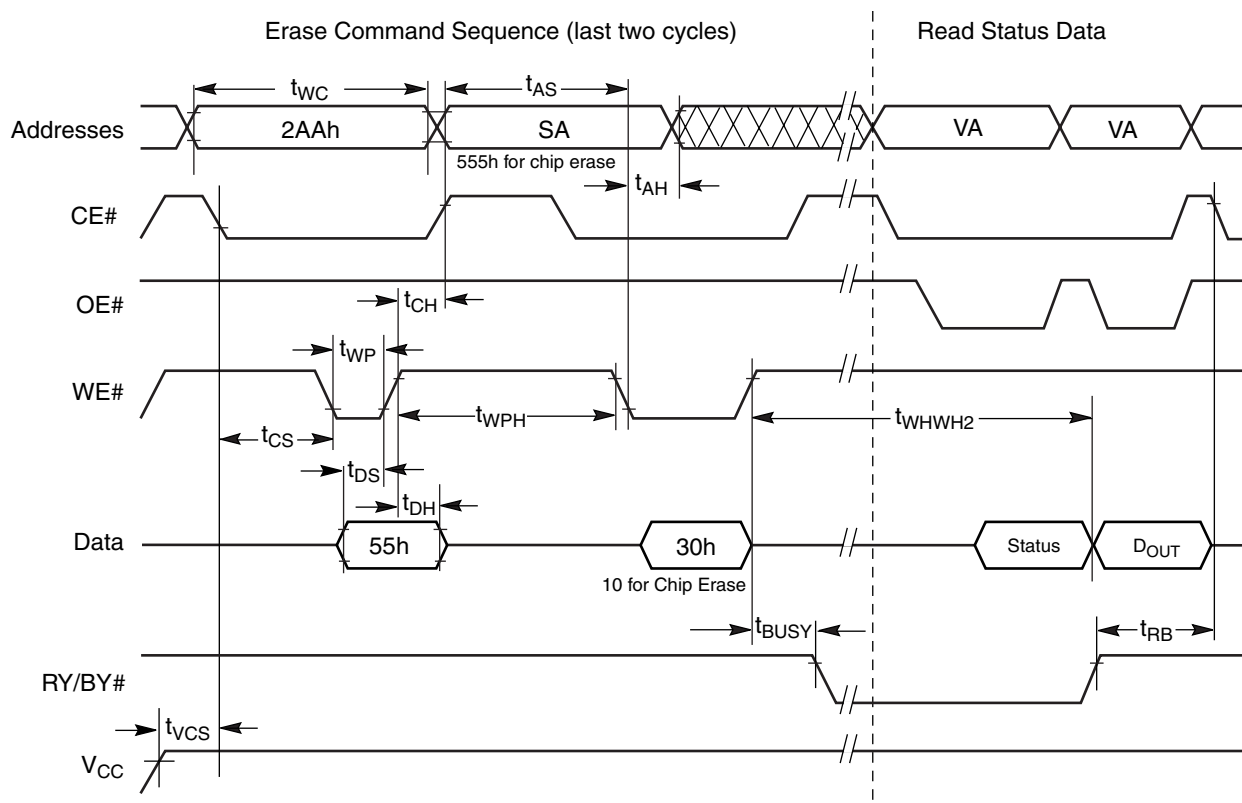 Erase Command Sequence (last two cycles)
Read Status Data
tWC
tAS
Addresses
2AAh
SA
VA
VA
555h for chip erase
tAH
CE#
OE#
tCH
tWP
WE#
tWPH
tWHWH2
tCS
tDS
tDH
Data
55h
30h
Status
DOUT
10 for Chip Erase
tBUSY
tRB
RY/BY#
tVCS
VCC